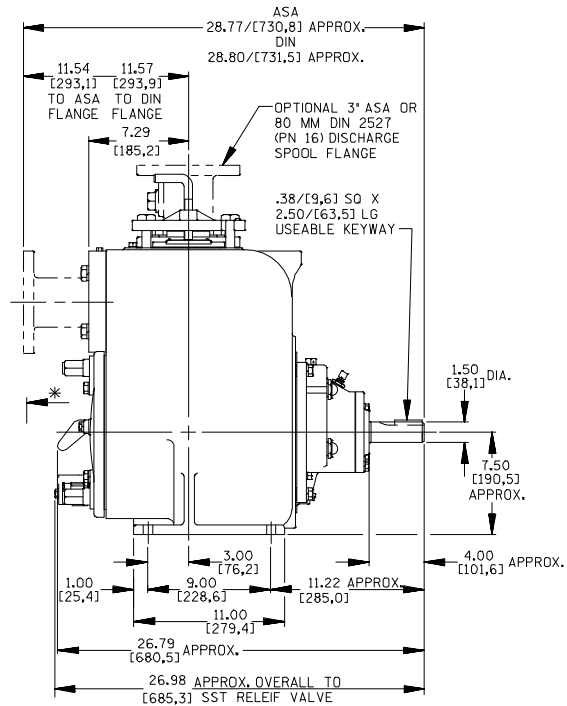 ASA
28.77/[730,8] APPROX.
DIN
28.80/[731,5] APPROX.
11.54
[293,1]
TO ASA
FLANGE
11.57
[293,9]
TO DIN
FLANGE
7.29
[185,2]
OPTIONAL 3" ASA OR
80 MM DIN 2527
(PN 16) DISCHARGE
SPOOL FLANGE
.38/[9,6] SQ X
2.50/[63,5] LG
USEABLE KEYWAY
1.50
[38,1] DIA.
*
7.50
[190,5]
APPROX.
3.00
[76,2]
4.00
[101,6] APPROX.
1.00
[25,4]
9.00
[228,6]
11.22 APPROX.
[285,0]
11.00
[279,4]
26.79
[680,5] APPROX.
26.98 APPROX. OVERALL TO
[685,3] SST RELEIF VALVE